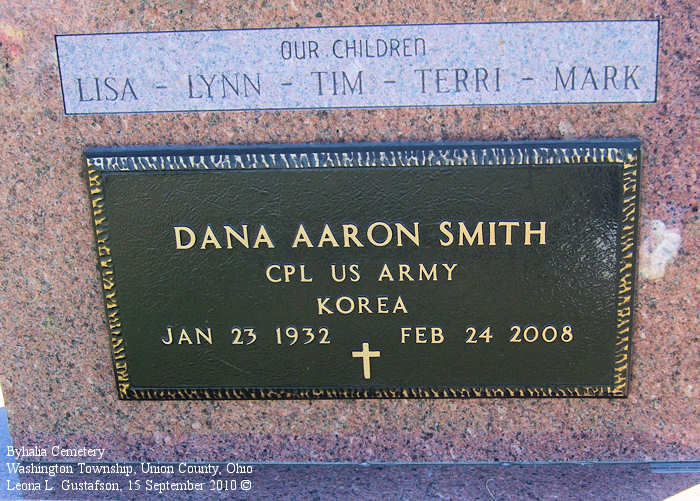 OUR CHILDREN
LISA - LYNN - TIM - TERRI - MARK
DANA AARON SMITH
CPL US ARMY
KOREA
JAN 23 1932 FEB 24 2008
Byhalia Cemetery
Washington Township, Union County, Ohio
Leona L. Gustafson, 15 September 2010 ©